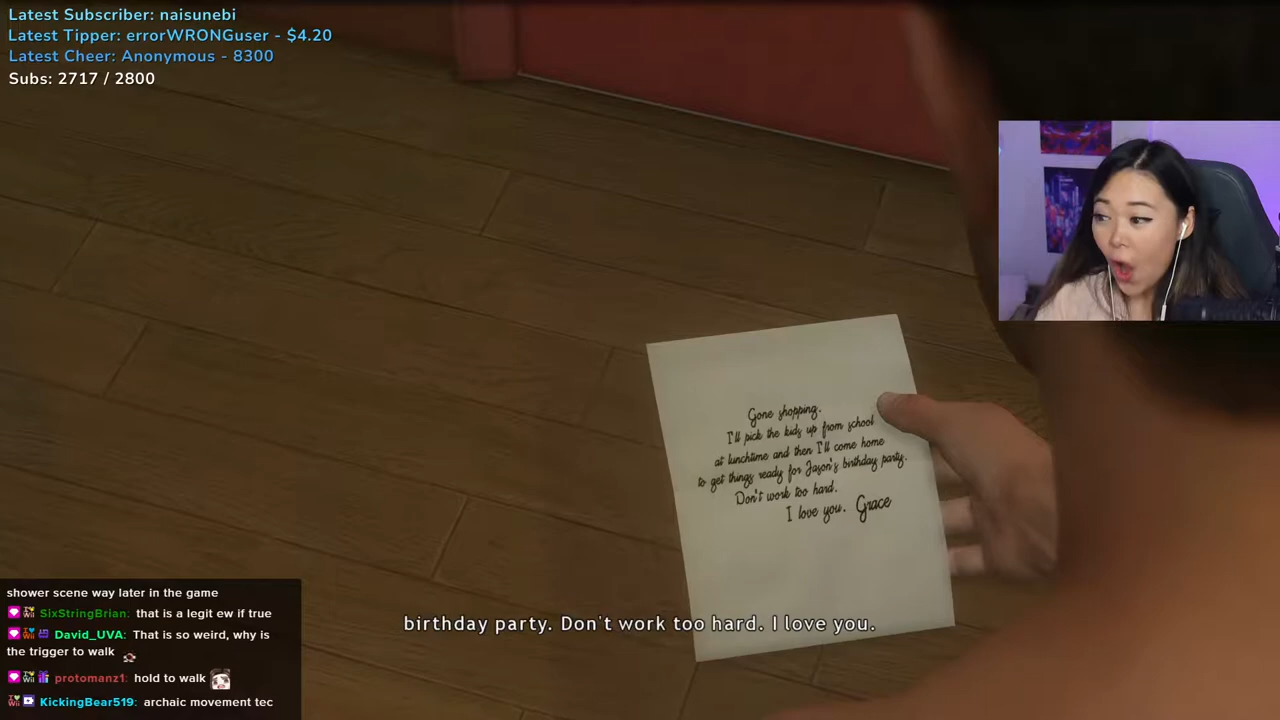 Latest Subscriber: naisunebi
Latest Tipper: errorWRONGuser - $4.20
Latest Cheer: Anonymous - 8300
Subs: 2717 / 2800
Gone shopping.
I'll pick the kids up from school
at lunchtime and then I'll come home
to get things ready for Jason's birthday party.
Don't work too hard.
I love you. Grace
birthday party. Don't work too hard. I love you.
shower scene way later in the game
SixStringBrian: that is a legit ew if true
David_UVA: That is so weird, why is
the trigger to walk
protomanz1: hold to walk
KickingBear519: archaic movement tec